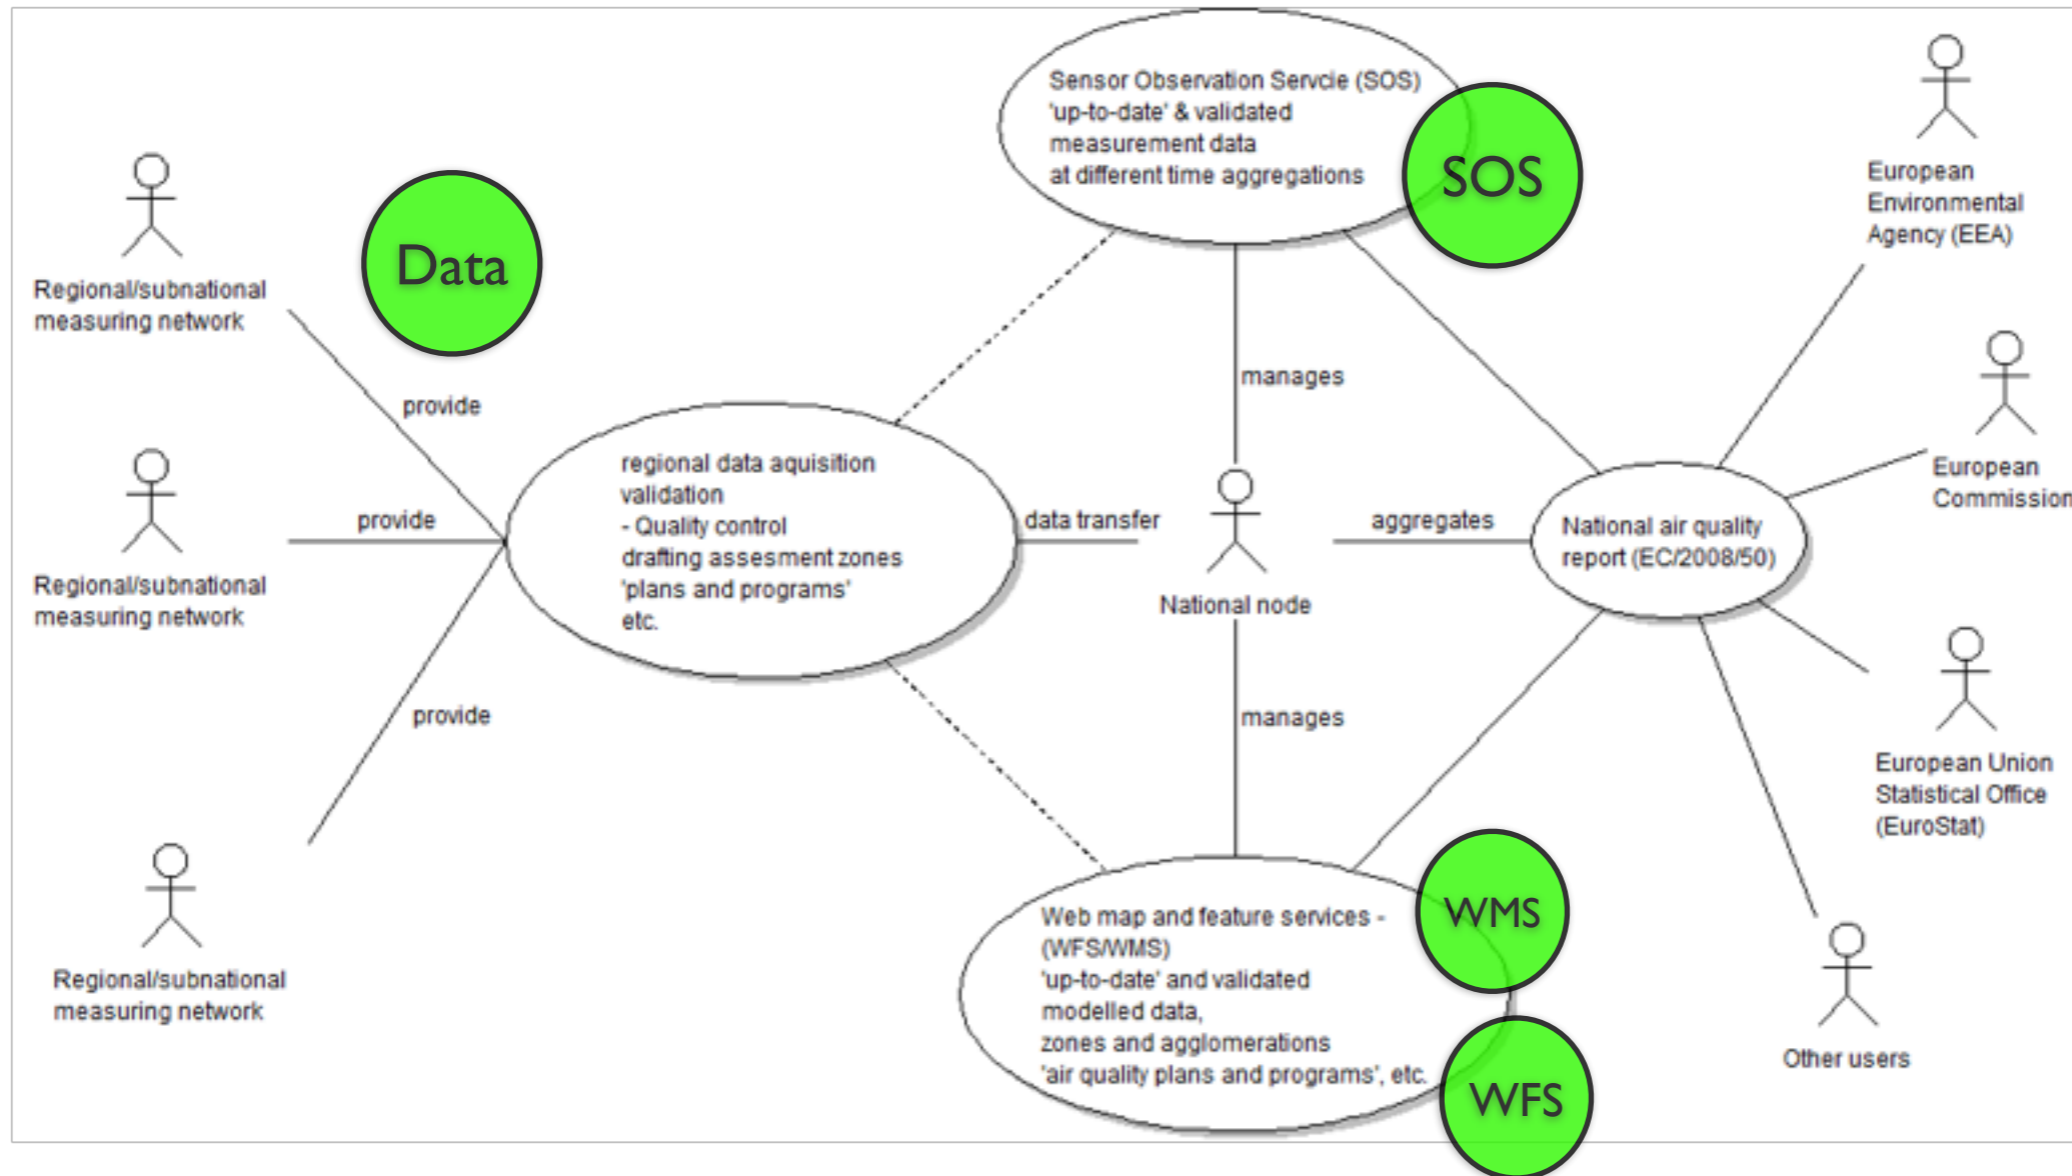 Regional/subnational
measuring network
Regional/subnational
measuring network
Regional/subnational
measuring network
Data
provide
provide
provide
regional data aquisition
validation
- Quality control
drafting assesment zones
'plans and programs'
etc.
Sensor Observation Servcie (SOS)
'up-to-date' & validated
measurement data
at different time aggregations
SOS
manages
data transfer
National node
aggregates
manages
Web map and feature services -
(WFS/WMS)
'up-to-date' and validated
modelled data,
zones and agglomerations
'air quality plans and programs', etc.
WMS
WFS
National air quality
report (EC/2008/50)
European
Environmental
Agency (EEA)
European
Commission
European Union
Statistical Office
(EuroStat)
Other users